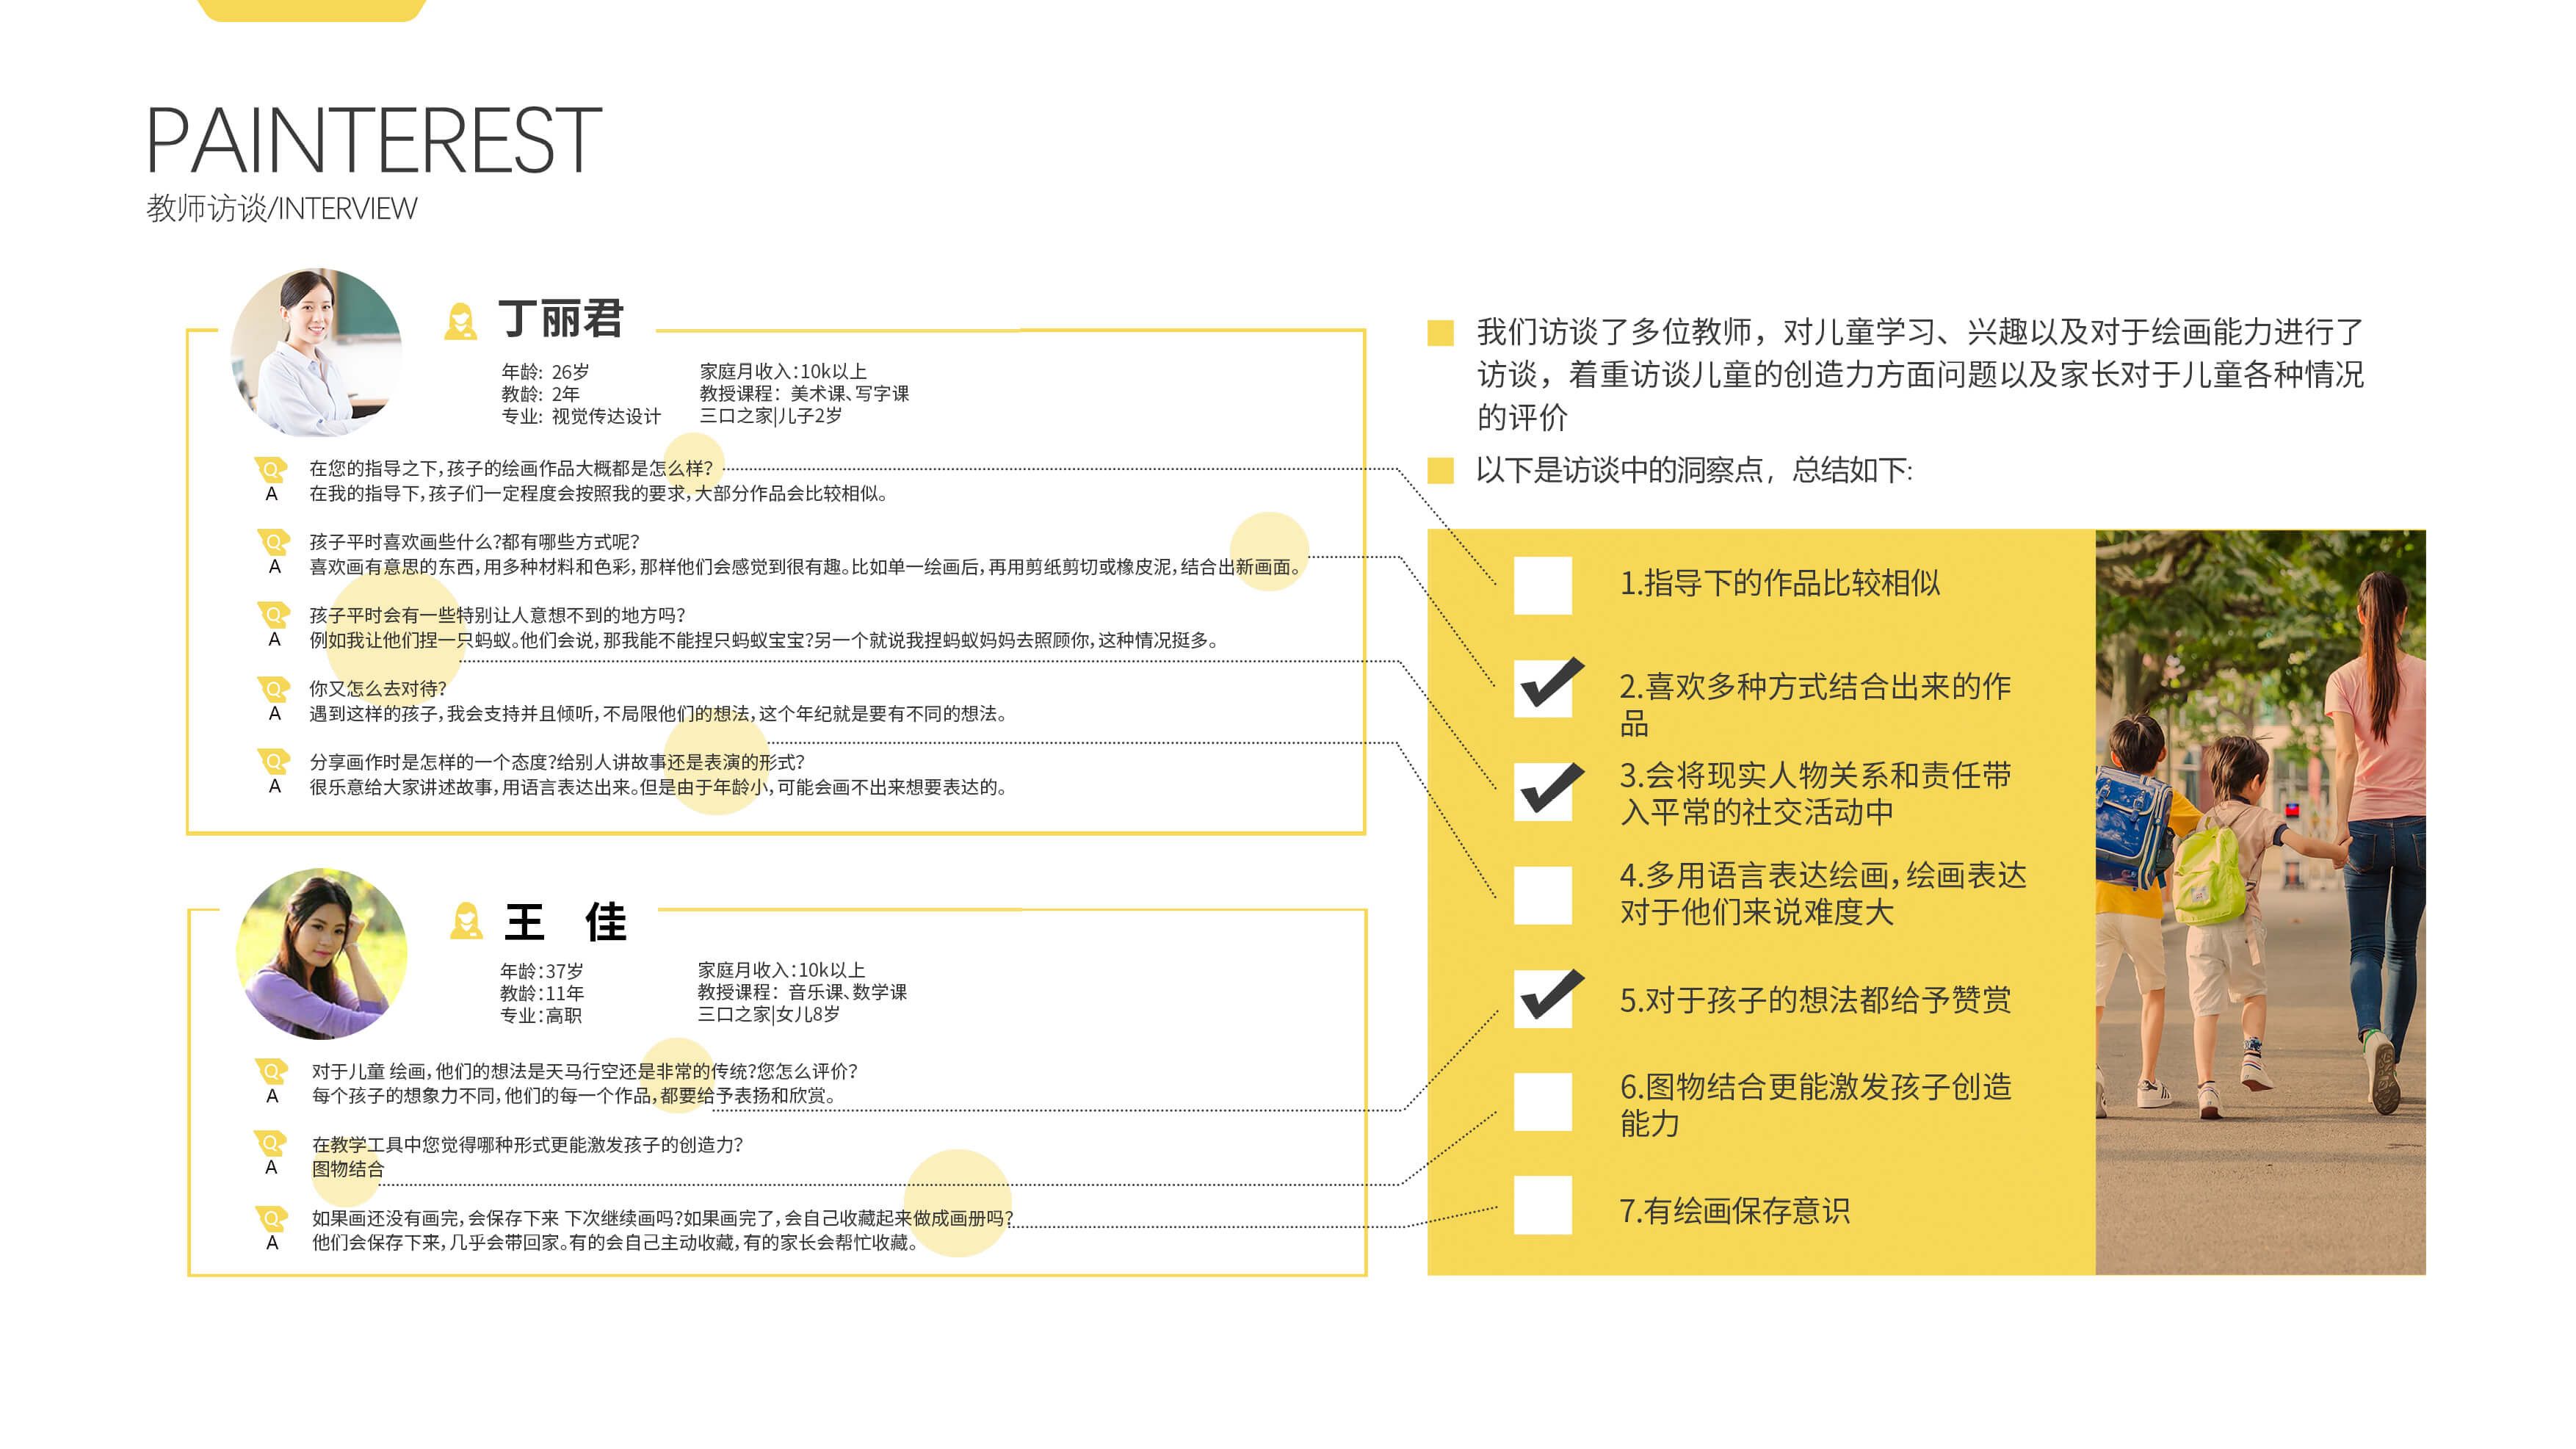 PAINTEREST
教师访谈/INTERVIEW
丁丽君
年龄: 26岁
教龄: 2年
专业: 视觉传达设计
家庭月收入:10k以上
教授课程: 美术课、写字课
三口之家|儿子2岁
Q 在您的指导之下,孩子的绘画作品大概都是怎么样?
A 在我的指导下,孩子们一定程度会按照我的要求,大部分作品会比较相似。
Q 孩子平时喜欢画些什么?都有哪些方式呢?
A 喜欢画有意思的东西,用多种材料和色彩,那样他们会感觉到很有趣。比如单一绘画后,再用剪纸剪切或橡皮泥,结合出新画面。
Q 孩子平时会有一些特别让人意想不到的地方吗?
A 例如我让他们捏一只蚂蚁。他们会说,那我能不能捏只蚂蚁宝宝?另一个就说我捏蚂蚁妈妈去照顾你,这种情况挺多。
Q 你又怎么去对待?
A 遇到这样的孩子,我会支持并且倾听,不局限他们的想法,这个年纪就是要有不同的想法。
Q 分享画作时是怎样的一个态度?给别人讲故事还是表演的形式?
A 很乐意给大家讲述故事,用语言表达出来。但是由于年龄小,可能会画不出来想要表达的。
王 佳
年龄:37岁
教龄:11年
专业:高职
家庭月收入:10k以上
教授课程: 音乐课、数学课
三口之家|女儿8岁
Q 对于儿童 绘画,他们的想法是天马行空还是非常的传统?您怎么评价?
A 每个孩子的想象力不同,他们的每一个作品,都要给予表扬和欣赏。
Q 在教学工具中您觉得哪种形式更能激发孩子的创造力?
A 图物结合
Q 如果画还没有画完,会保存下来 下次继续画吗?如果画完了,会自己收藏起来做成画册吗?
A 他们会保存下来,几乎会带回家。有的会自己主动收藏,有的家长会帮忙收藏。
我们访谈了多位教师，对儿童学习、兴趣以及对于绘画能力进行了
访谈，着重访谈儿童的创造力方面问题以及家长对于儿童各种情况
的评价
以下是访谈中的洞察点，总结如下:
1.指导下的作品比较相似
2.喜欢多种方式结合出来的作
品
3.会将现实人物关系和责任带
入平常的社交活动中
4.多用语言表达绘画,绘画表达
对于他们来说难度大
5.对于孩子的想法都给予赞赏
6.图物结合更能激发孩子创造
能力
7.有绘画保存意识